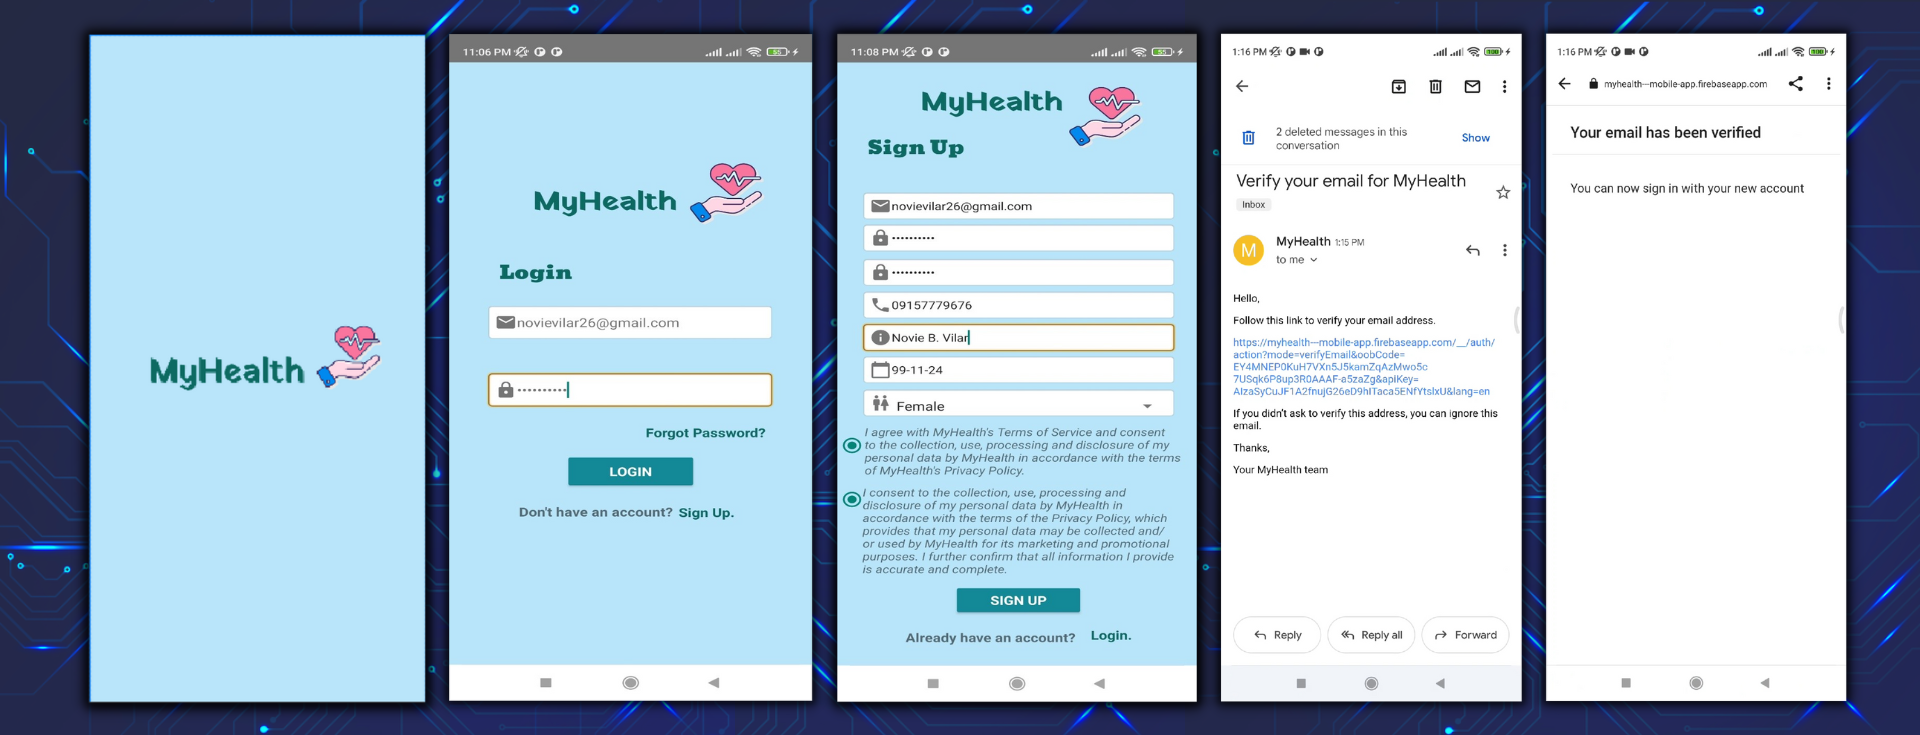 MyHealth
11:06 PM
55
MyHealth
Login
novievilar26@gmail.com
••••••••••
Forgot Password?
LOGIN
Don't have an account? Sign Up.
11:08 PM
55
MyHealth
Sign Up
novievilar26@gmail.com
••••••••••
••••••••••
09157779676
Novie B. Vilar
99-11-24
Female
I agree with MyHealth's Terms of Service and consent
to the collection, use, processing and disclosure of my
personal data by MyHealth in accordance with the terms
of MyHealth's Privacy Policy.
I consent to the collection, use, processing and
disclosure of my personal data by MyHealth in
accordance with the terms of the Privacy Policy, which
provides that my personal data may be collected and/
or used by MyHealth for its marketing and promotional
purposes. I further confirm that all information I provide
is accurate and complete.
SIGN UP
Already have an account? Login.
1:16 PM
100
2 deleted messages in this
conversation
Show
Verify your email for MyHealth
Inbox
M
MyHealth 1:15 PM
to me
Hello,
Follow this link to verify your email address.
https://myhealth---mobile-app.firebaseapp.com/__/auth/
action?mode=verifyEmail&oobCode=
EY4MNEP0KuH7VXn5J5kamZqAzMwo5c
7USqk6P8up3R0AAAF-a5zaZg&apiKey=
AIzaSyCuJF1A2fnujG26eD9hITaca5ENfYtslxU&lang=en
If you didn't ask to verify this address, you can ignore this
email.
Thanks,
Your MyHealth team
Reply
Reply all
Forward
1:16 PM
100
myhealth---mobile-app.firebaseapp.com
Your email has been verified
You can now sign in with your new account